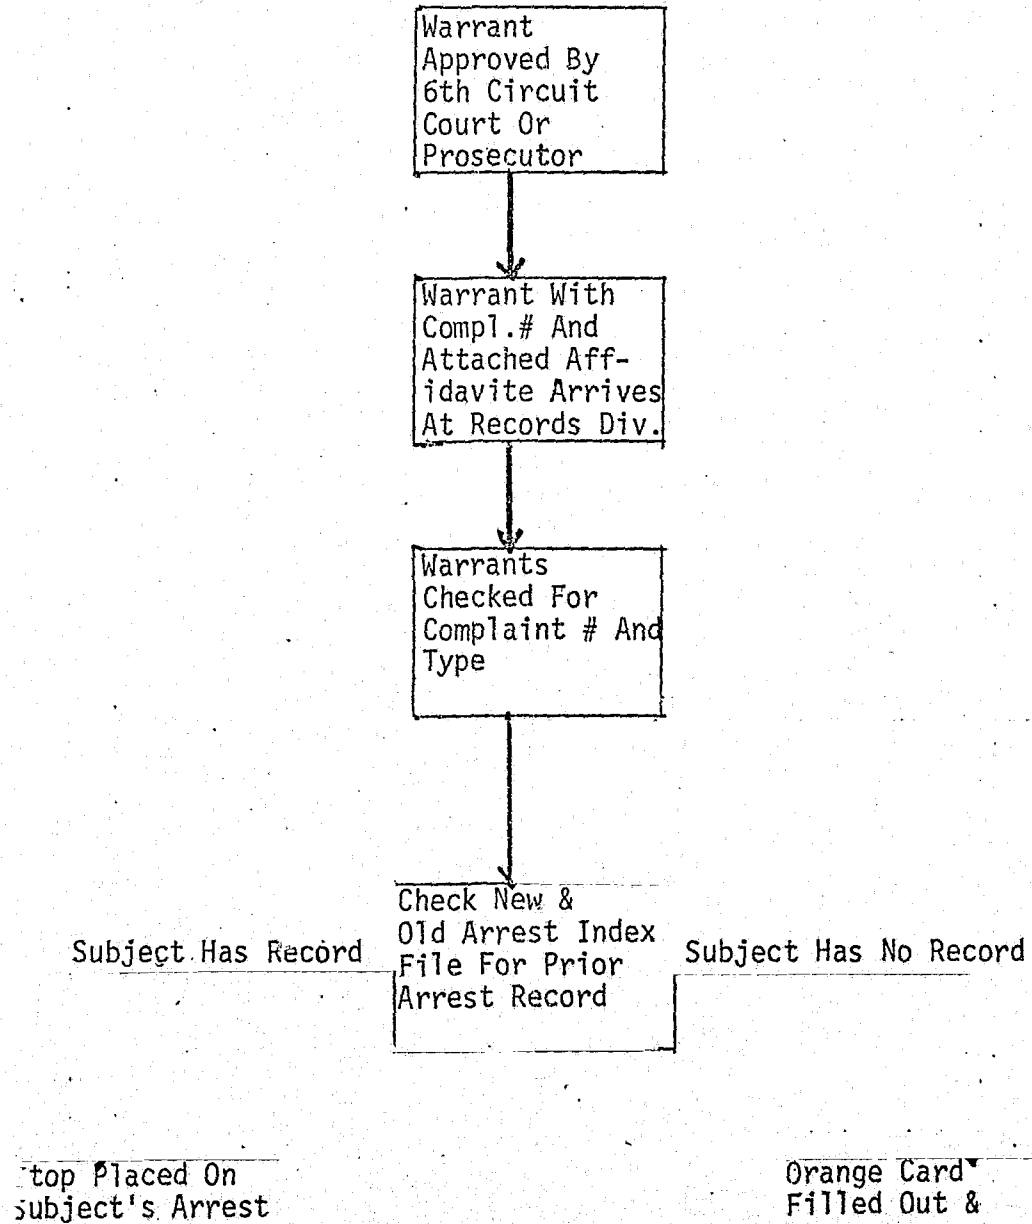 Warrant
Approved By
6th Circuit
Court Or
Prosecutor
Warrant With
Compl.# And
Attached Aff-
idavite Arrives
At Records Div.
Warrants
Checked For
Complaint # And
Type
Check New &
Old Arrest Index
File For Prior
Arrest Record
Subject Has Record
Subject Has No Record
top Placed On
ubject's Arrest
Orange Card
Filled Out &